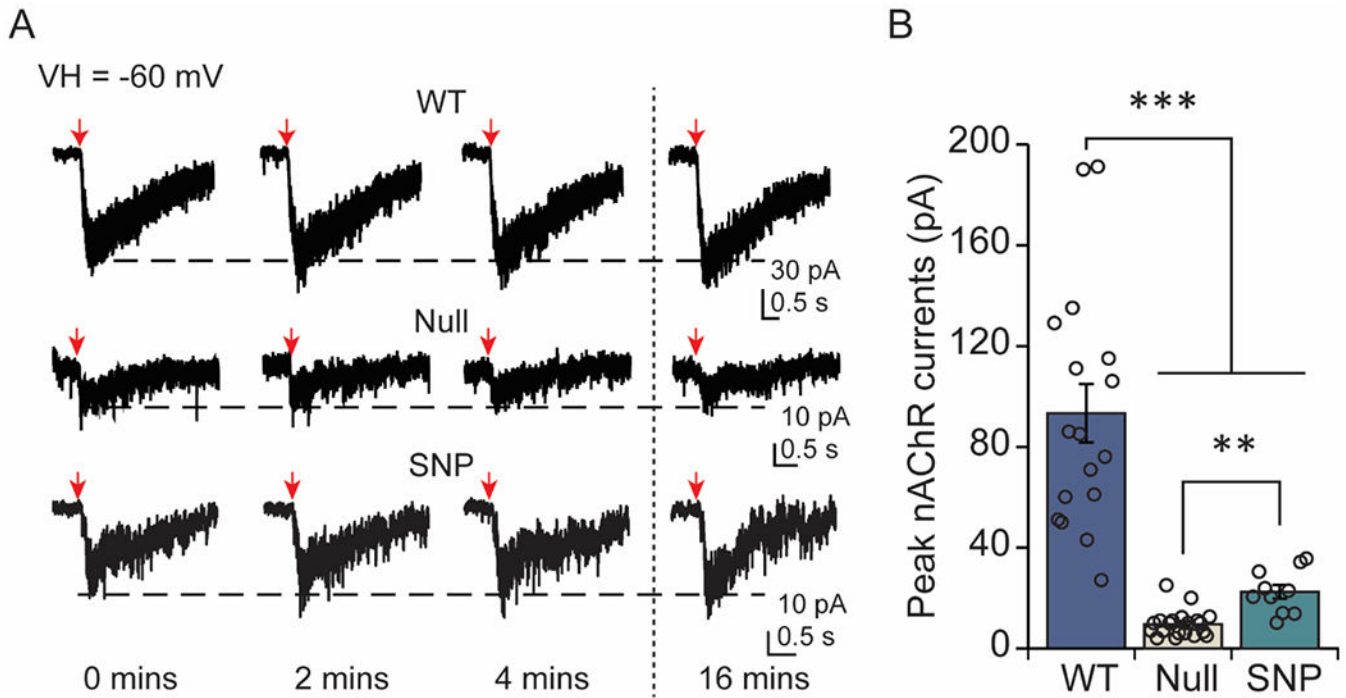 A
VH = -60 mV
WT
30 pA
0.5 s
Null
10 pA
0.5 s
SNP
10 pA
0.5 s
0 mins 2 mins 4 mins 16 mins
B
Peak nAChR currents (pA)
200
160
120
80
40
0
***
**
WT Null SNP